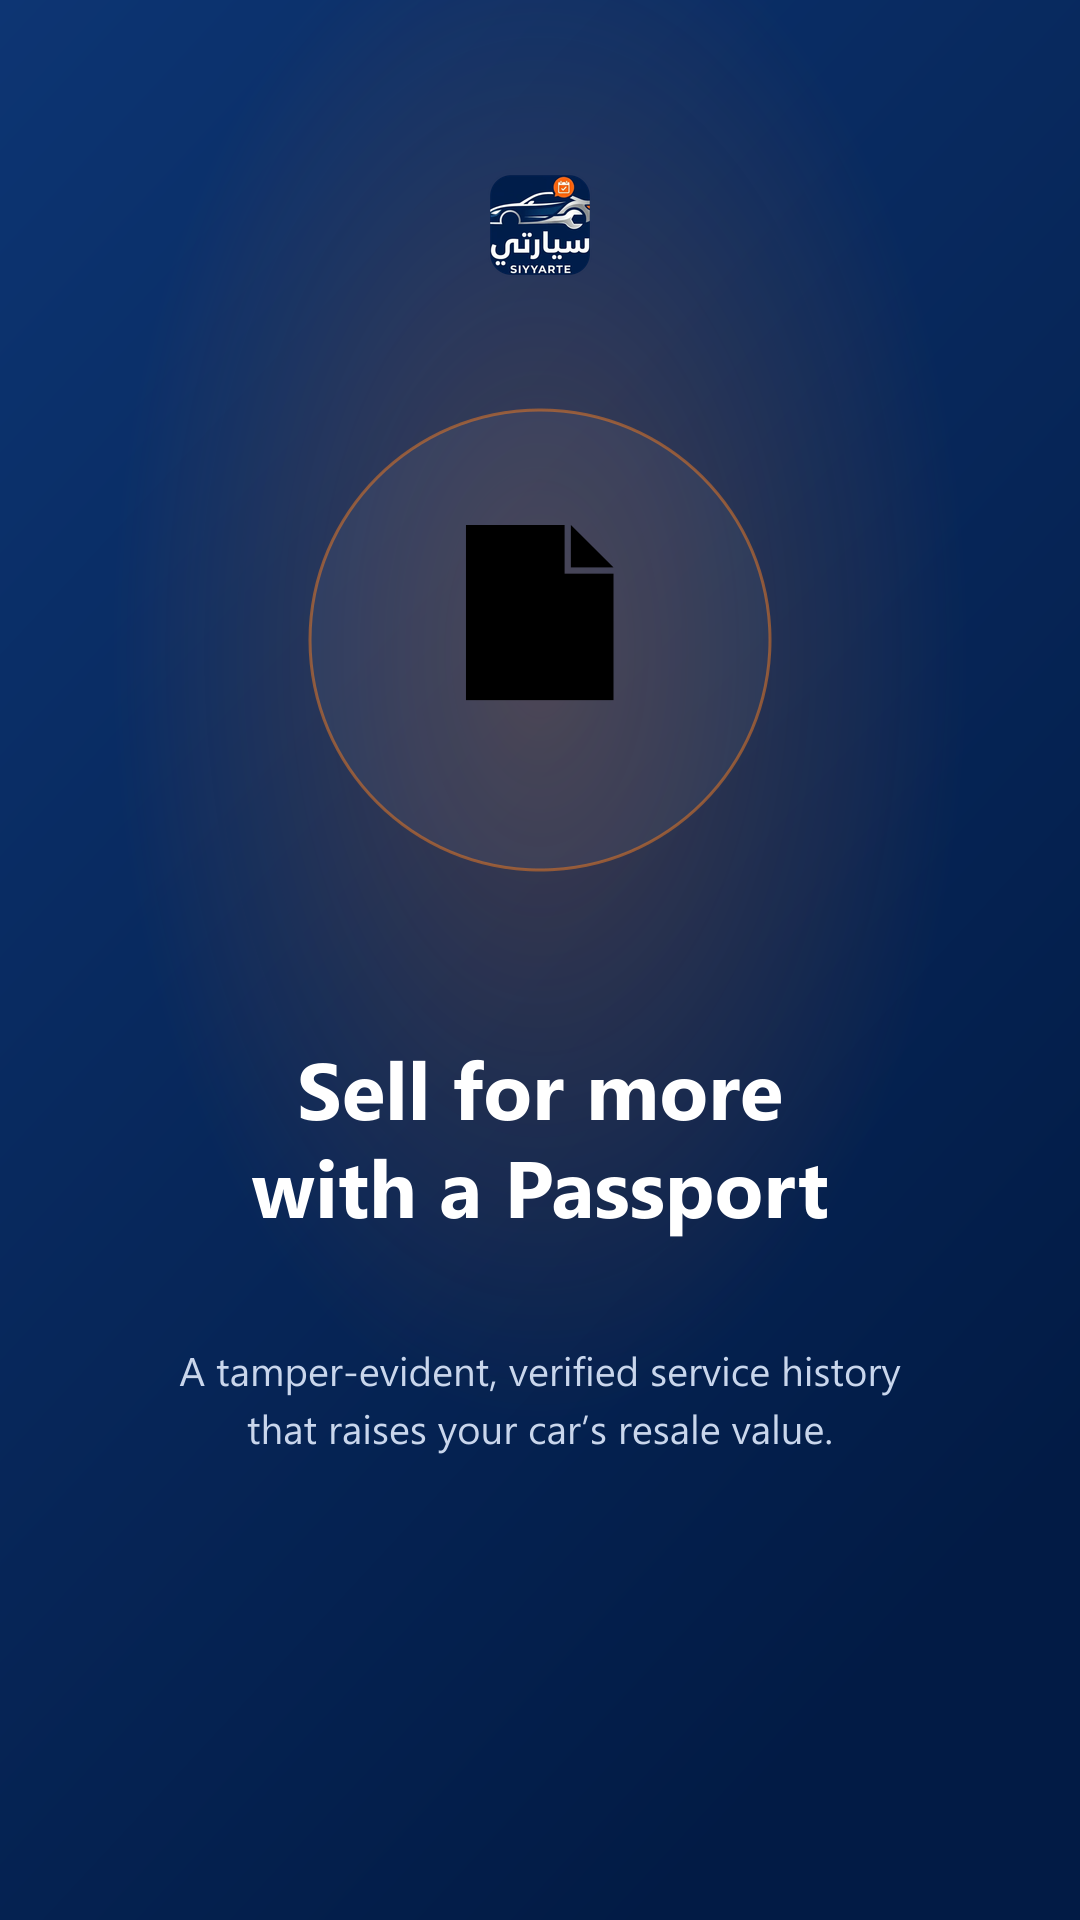 سيارتي
SIYYARTE
Sell for more
with a Passport
A tamper-evident, verified service history
that raises your car’s resale value.